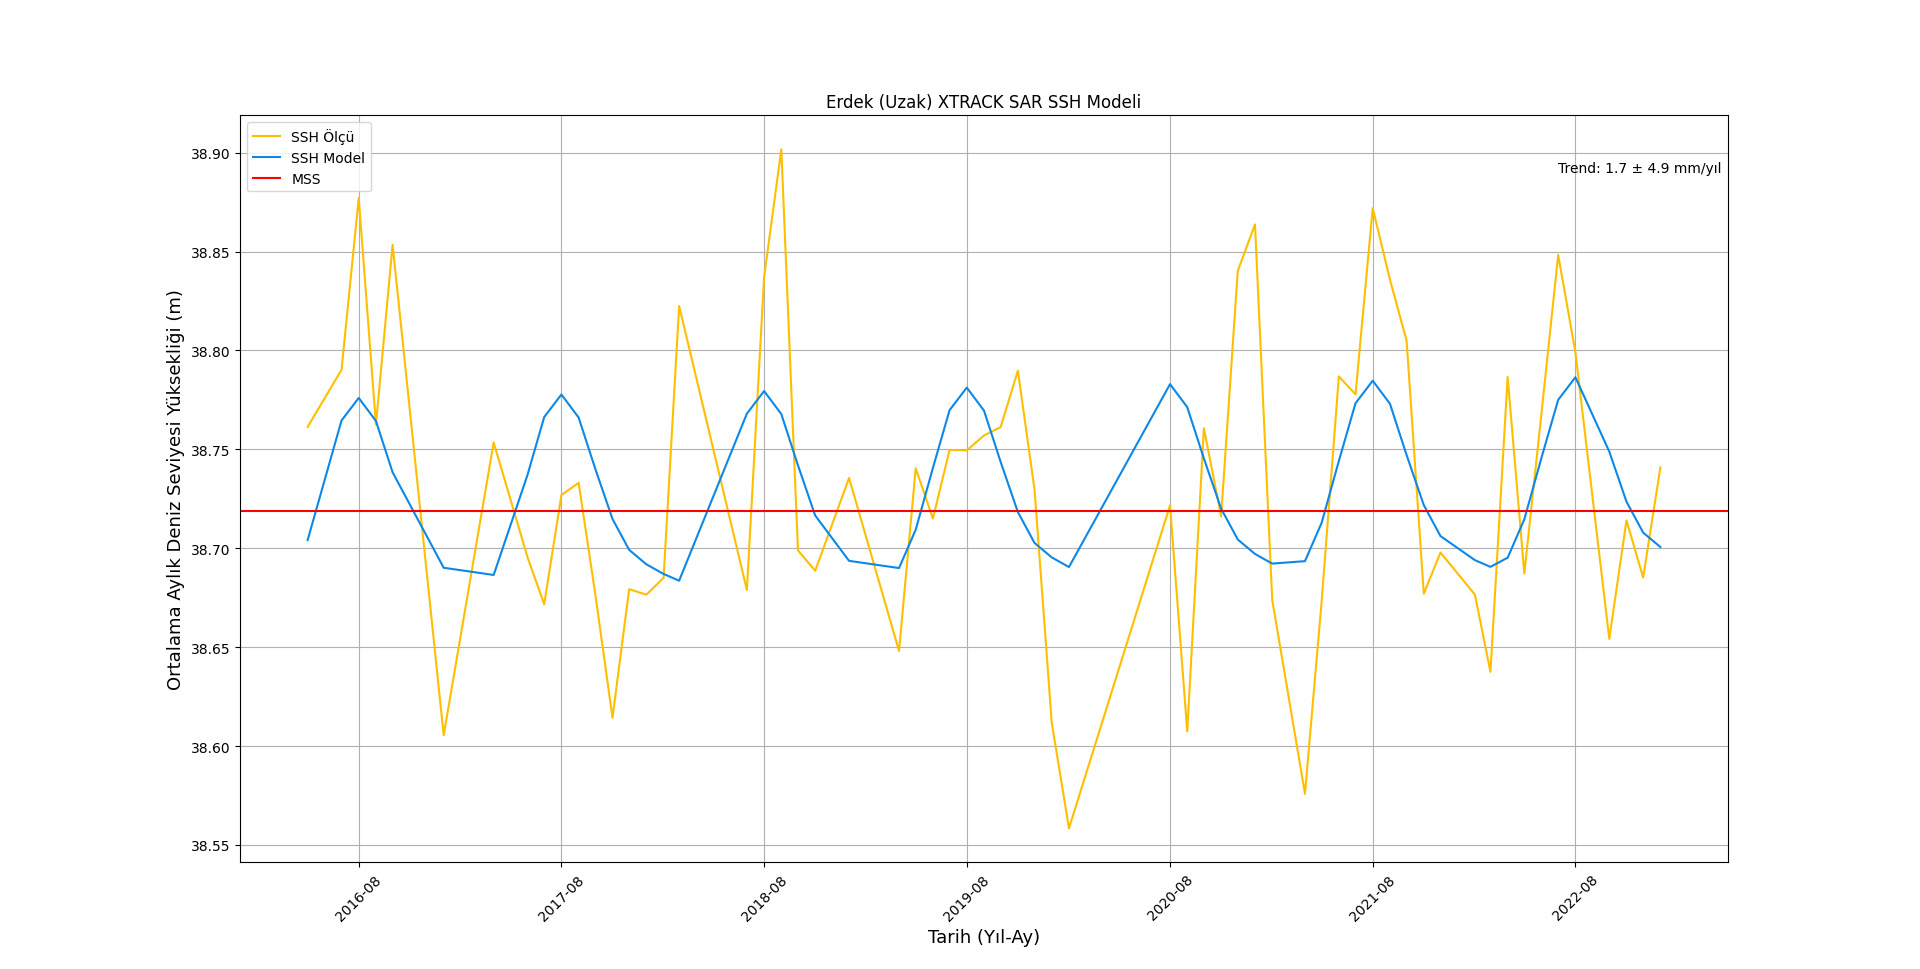 Erdek (Uzak) XTRACK SAR SSH Modeli
SSH Ölçü
SSH Model
MSS
Trend: 1.7 ± 4.9 mm/yıl
Ortalama Aylık Deniz Seviyesi Yüksekliği (m)
38.90
38.85
38.80
38.75
38.70
38.65
38.60
38.55
2016-08
2017-08
2018-08
2019-08
2020-08
2021-08
2022-08
Tarih (Yıl-Ay)